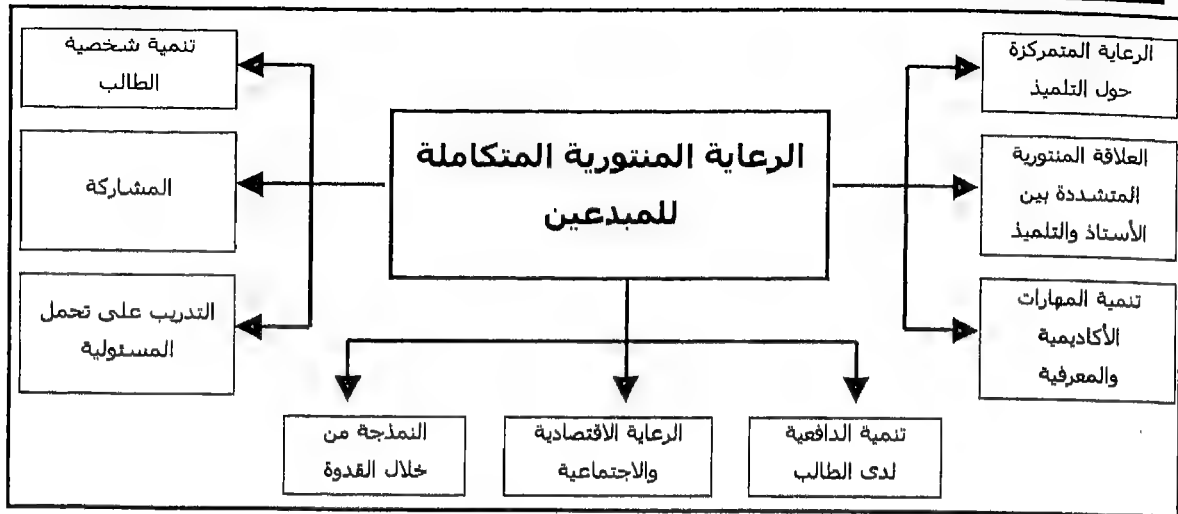 الرعاية المنتورية المتكاملة
للمبدعين
الرعاية المتمركزة
حول التلميذ
العلاقة المنتورية
المتشددة بين
الأستاذ والتلميذ
تنمية المهارات
الأكاديمية
والمعرفية
تنمية الدافعية
لدى الطالب
الرعاية الاقتصادية
والاجتماعية
النمذجة من
خلال القدوة
تنمية شخصية
الطالب
المشاركة
التدريب على تحمل
المسئولية